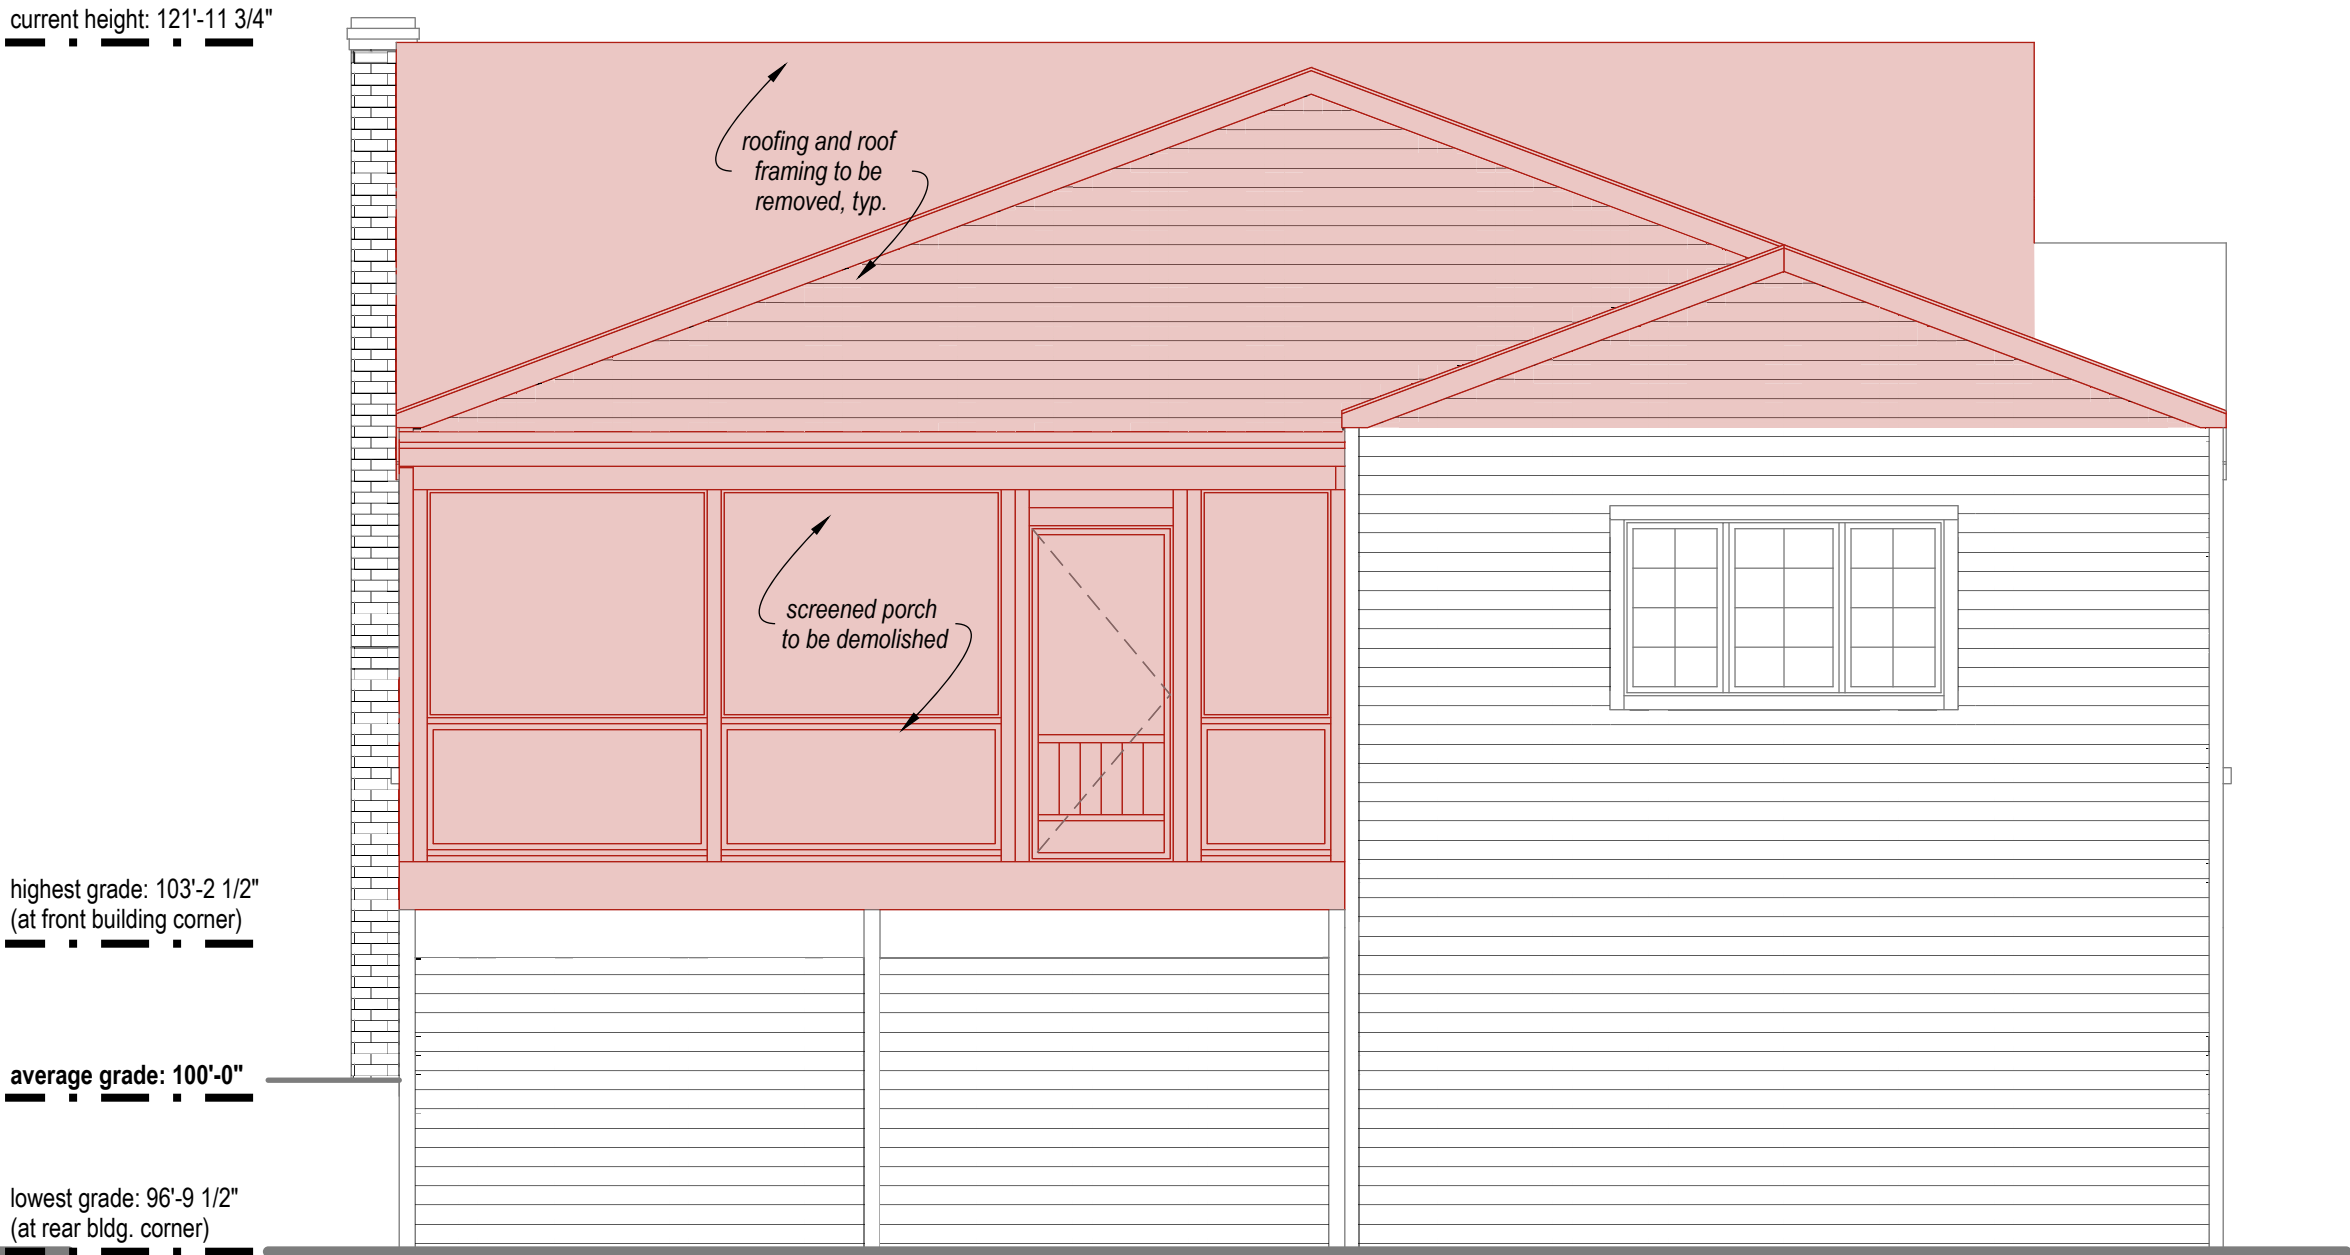 current height: 121'-11 3/4"
roofing and roof
framing to be
removed, typ.
screened porch
to be demolished
highest grade: 103'-2 1/2"
(at front building corner)
average grade: 100'-0"
lowest grade: 96'-9 1/2"
(at rear bldg. corner)